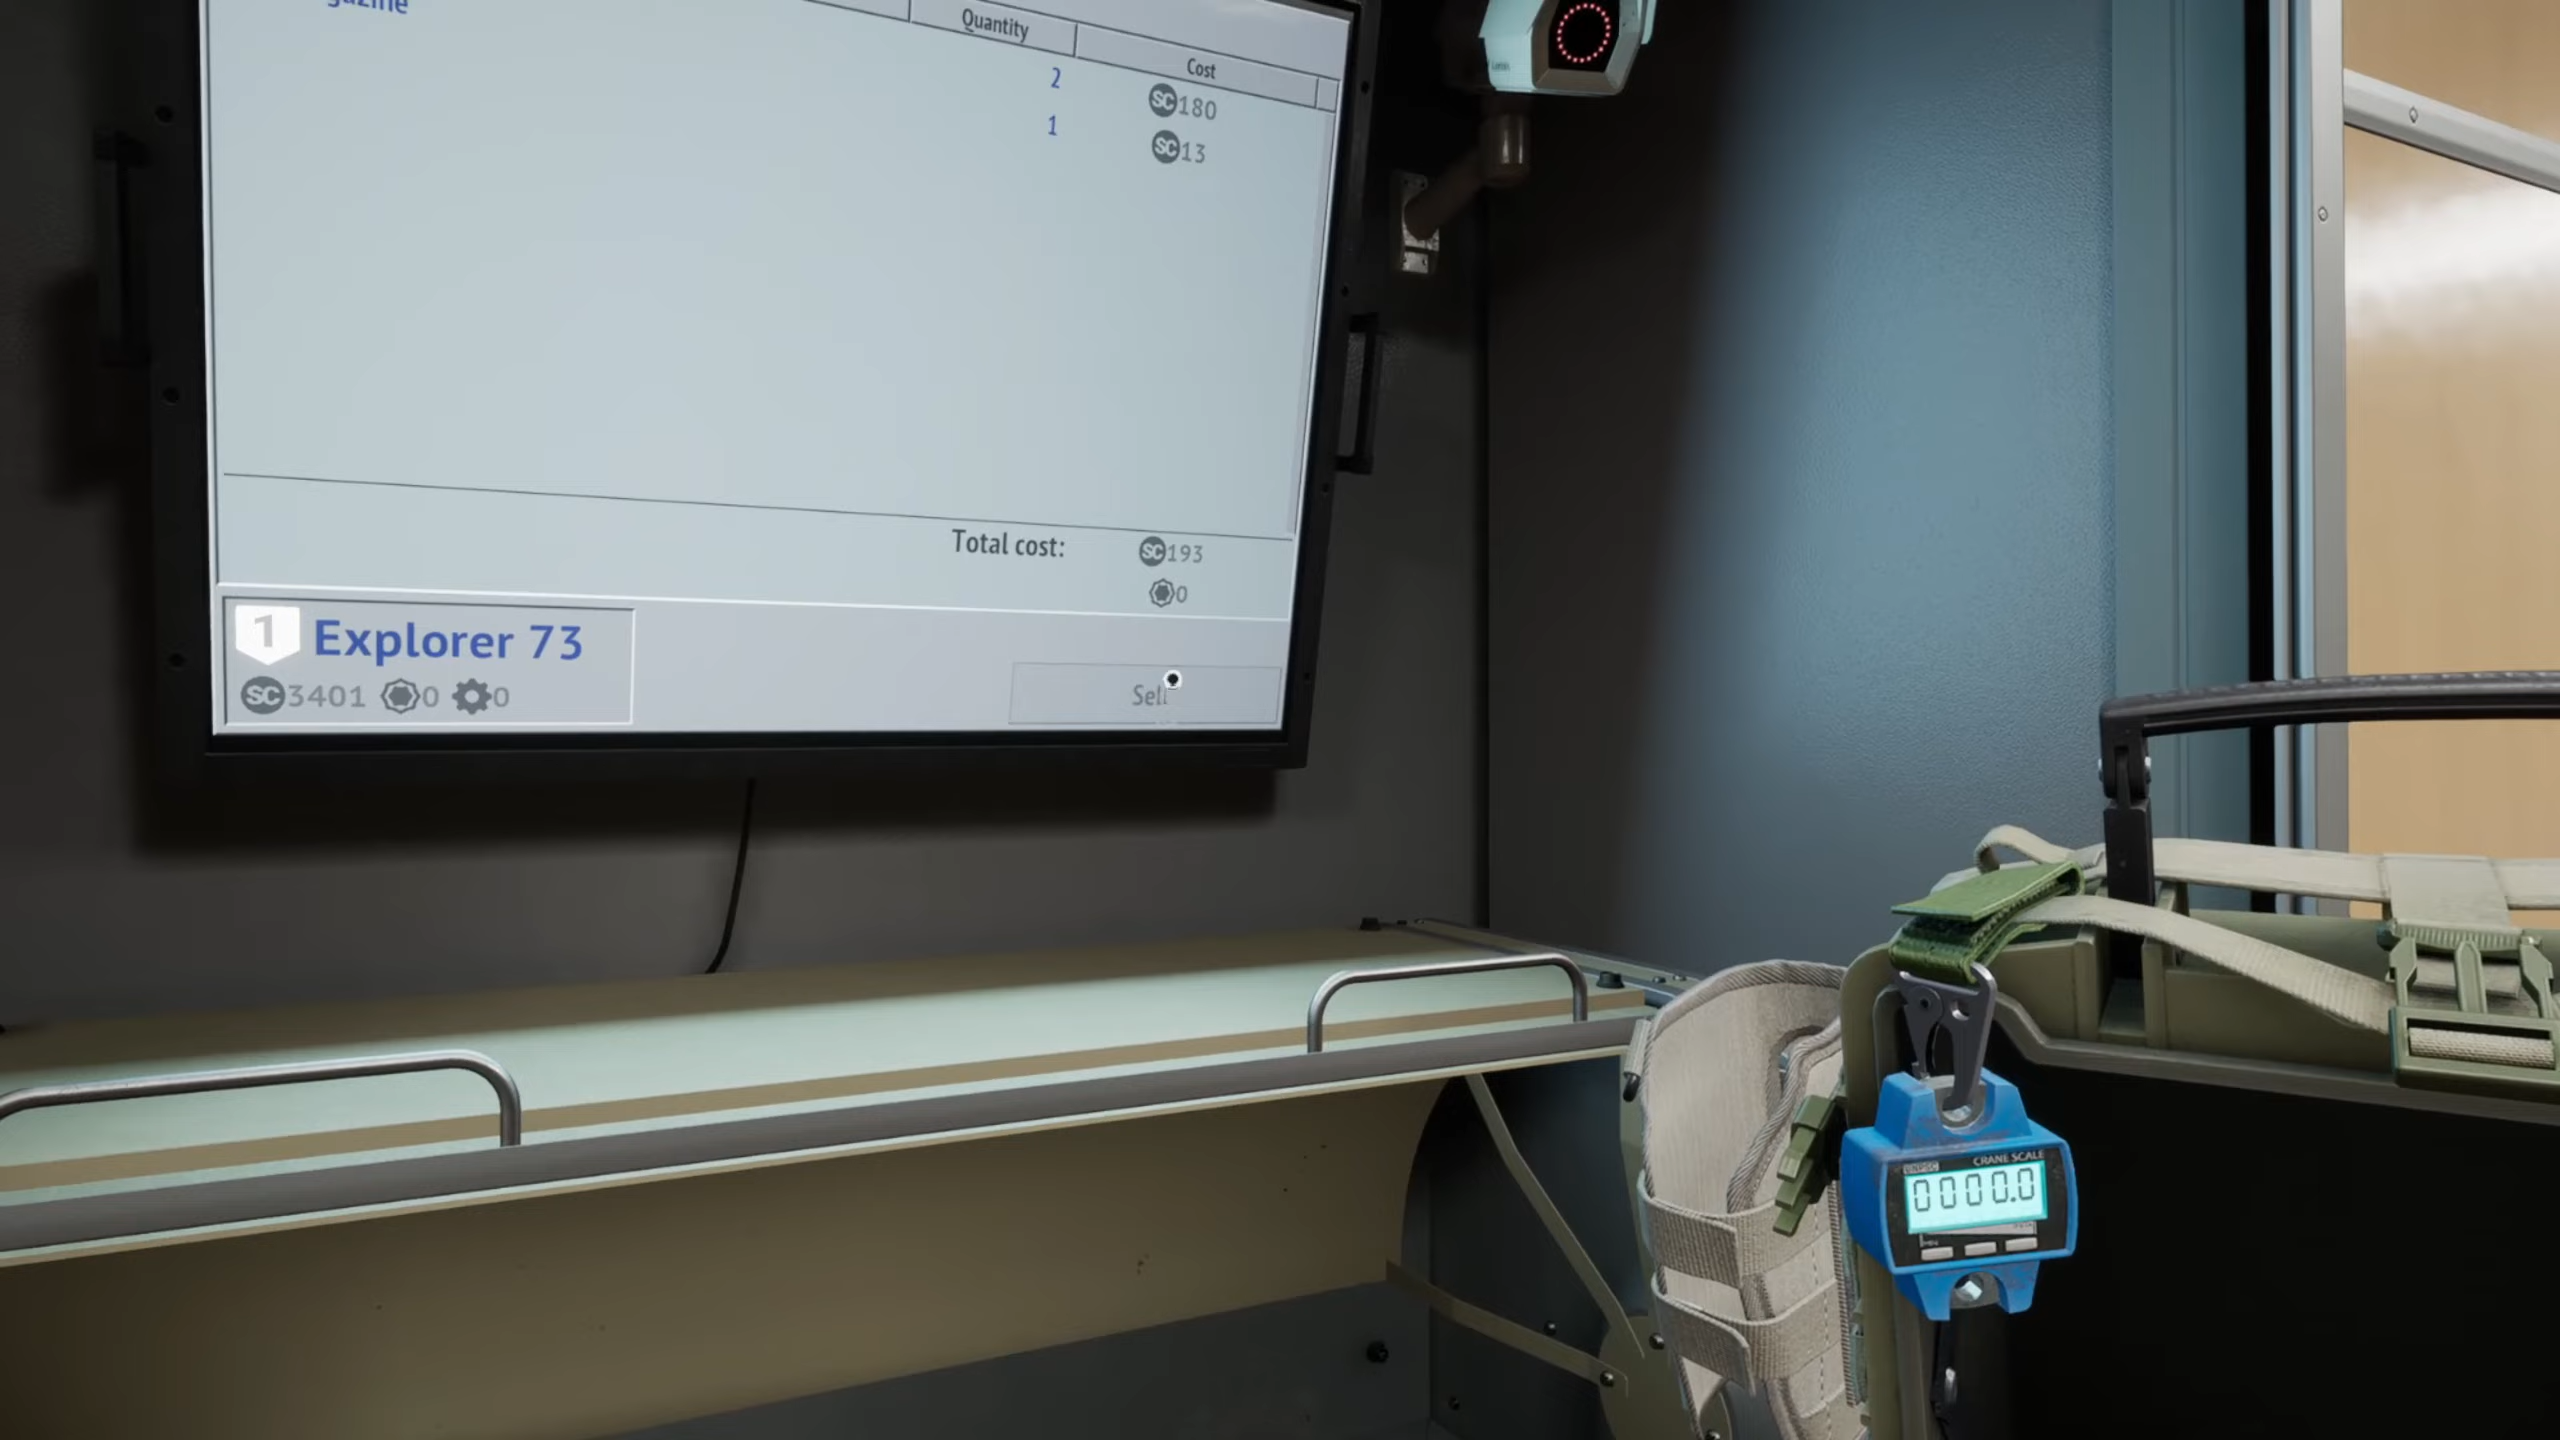 Quantity
Cost
2
SC180
1
SC13
Total cost:
SC193
0
1
Explorer 73
SC3401 0 0
Sell
CRANE SCALE
0000.0